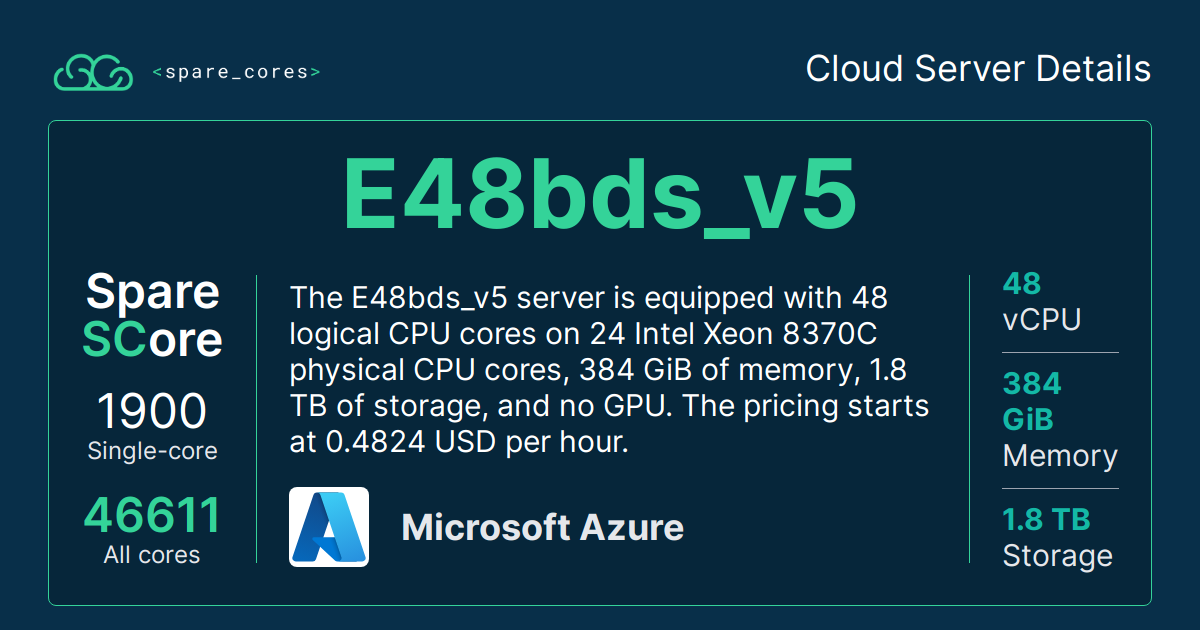 <spare_cores>
Cloud Server Details
E48bds_v5
Spare
SCore
1900
Single-core
46611
All cores
The E48bds_v5 server is equipped with 48
logical CPU cores on 24 Intel Xeon 8370C
physical CPU cores, 384 GiB of memory, 1.8
TB of storage, and no GPU. The pricing starts
at 0.4824 USD per hour.
Microsoft Azure
48
vCPU
384
GiB
Memory
1.8 TB
Storage